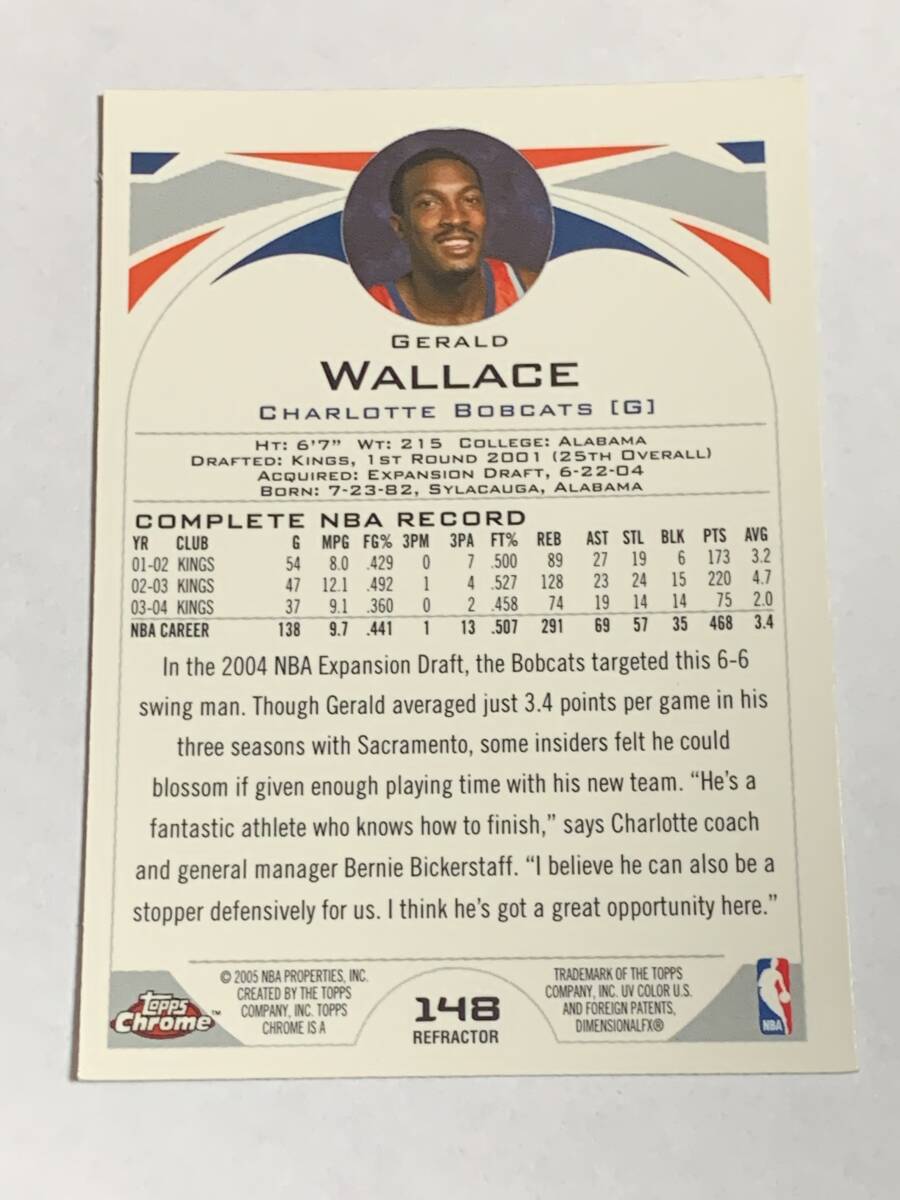 GERALD
WALLACE
CHARLOTTE BOBCATS [G]
HT: 6'7" WT: 215 COLLEGE: ALABAMA
DRAFTED: KINGS, 1ST ROUND 2001 (25TH OVERALL)
ACQUIRED: EXPANSION DRAFT, 6-22-04
BORN: 7-23-82, SYLACAUGA, ALABAMA
COMPLETE NBA RECORD
YR CLUB G MPG FG% 3PM 3PA FT% REB AST STL BLK PTS AVG
01-02 KINGS 54 8.0 .429 0 7 .500 89 27 19 6 173 3.2
02-03 KINGS 47 12.1 .492 1 4 .527 128 23 24 15 220 4.7
03-04 KINGS 37 9.1 .360 0 2 .458 74 19 14 14 75 2.0
NBA CAREER 138 9.7 .441 1 13 .507 291 69 57 35 468 3.4
In the 2004 NBA Expansion Draft, the Bobcats targeted this 6-6
swing man. Though Gerald averaged just 3.4 points per game in his
three seasons with Sacramento, some insiders felt he could
blossom if given enough playing time with his new team. “He’s a
fantastic athlete who knows how to finish,” says Charlotte coach
and general manager Bernie Bickerstaff. “I believe he can also be a
stopper defensively for us. I think he’s got a great opportunity here.”
© 2005 NBA PROPERTIES, INC.
CREATED BY THE TOPPS
COMPANY, INC. TOPPS
CHROME IS A
TRADEMARK OF THE TOPPS
COMPANY, INC. UV COLOR U.S.
AND FOREIGN PATENTS,
DIMENSIONALFX®
Topps
Chrome™
148
REFRACTOR
NBA